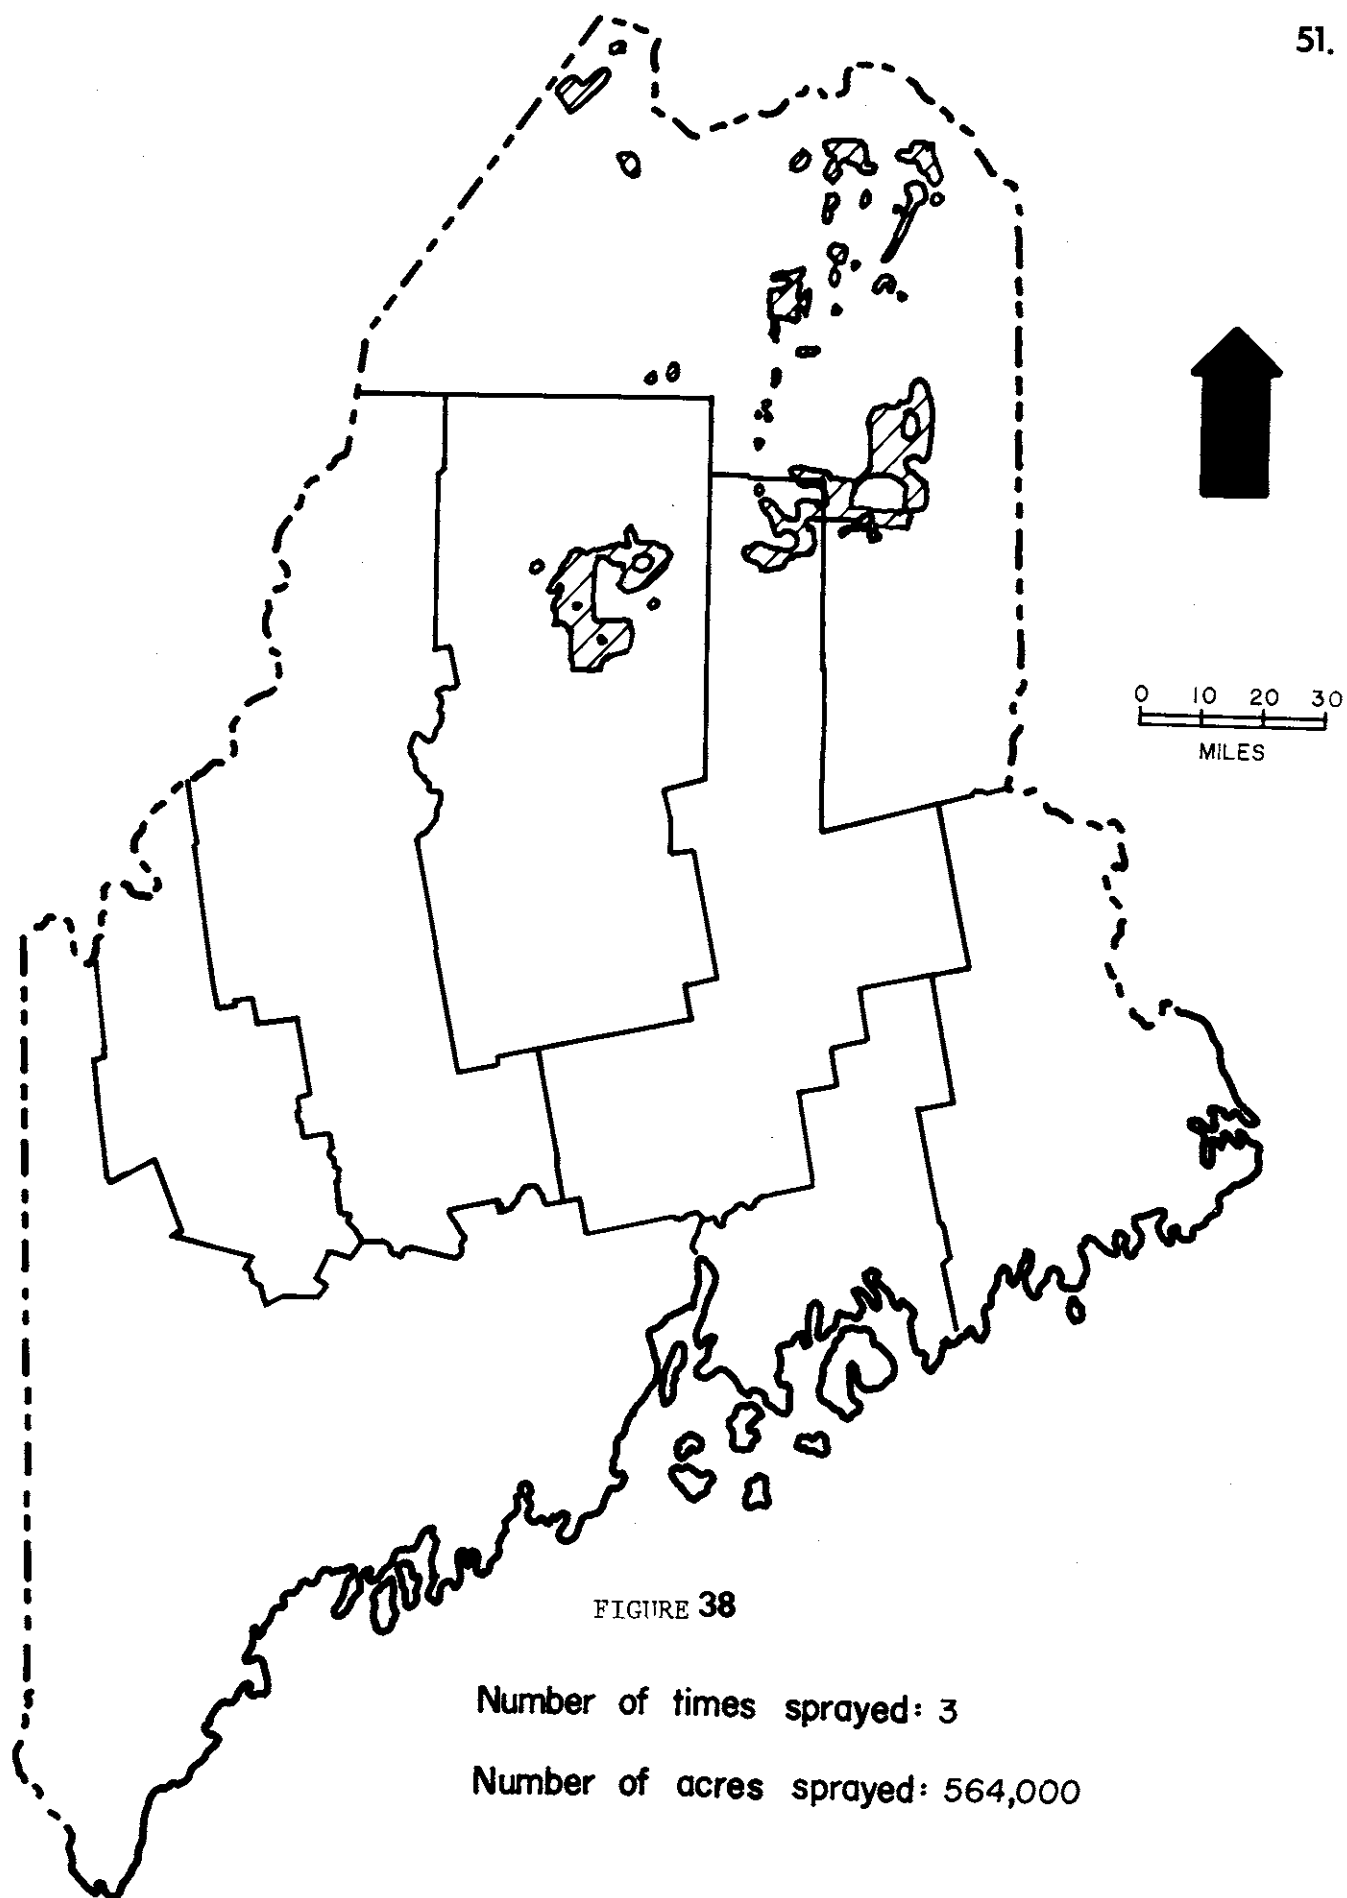 51.
0 10 20 30
MILES
FIGURE 38
Number of times sprayed: 3
Number of acres sprayed: 564,000